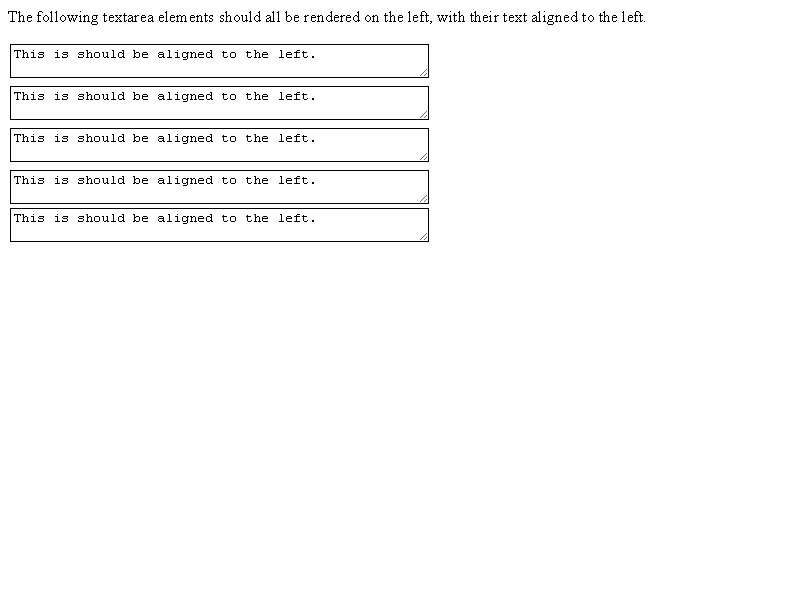 The following textarea elements should all be rendered on the left, with their text aligned to the left.
This is should be aligned to the left.
This is should be aligned to the left.
This is should be aligned to the left.
This is should be aligned to the left.
This is should be aligned to the left.